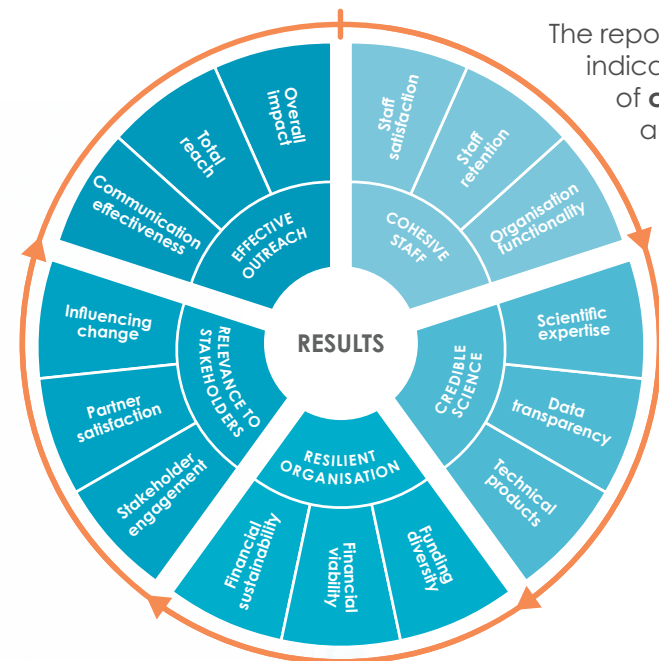 The repo
indica
of
a
Overall
impact
Total
reach
Communication
effectiveness
EFFECTIVE
OUTREACH
Staff
satisfaction
Staff
retention
Organisation
functionality
COHESIVE
STAFF
Scientific
expertise
Data
transparency
Technical
products
CREDIBLE
SCIENCE
Funding
diversity
Financial
viability
Financial
sustainability
RESILIENT
ORGANISATION
Stakeholder
engagement
Partner
satisfaction
Influencing
change
RELEVANCE TO
STAKEHOLDERS
RESULTS